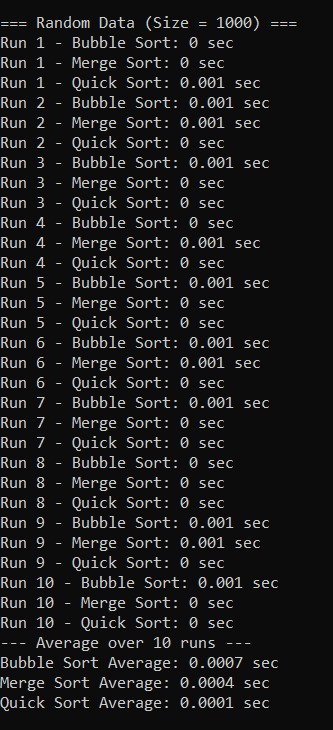 === Random Data (Size = 1000) ===
Run 1 - Bubble Sort: 0 sec
Run 1 - Merge Sort: 0 sec
Run 1 - Quick Sort: 0.001 sec
Run 2 - Bubble Sort: 0.001 sec
Run 2 - Merge Sort: 0.001 sec
Run 2 - Quick Sort: 0 sec
Run 3 - Bubble Sort: 0.001 sec
Run 3 - Merge Sort: 0 sec
Run 3 - Quick Sort: 0 sec
Run 4 - Bubble Sort: 0 sec
Run 4 - Merge Sort: 0.001 sec
Run 4 - Quick Sort: 0 sec
Run 5 - Bubble Sort: 0.001 sec
Run 5 - Merge Sort: 0 sec
Run 5 - Quick Sort: 0 sec
Run 6 - Bubble Sort: 0.001 sec
Run 6 - Merge Sort: 0.001 sec
Run 6 - Quick Sort: 0 sec
Run 7 - Bubble Sort: 0.001 sec
Run 7 - Merge Sort: 0 sec
Run 7 - Quick Sort: 0 sec
Run 8 - Bubble Sort: 0 sec
Run 8 - Merge Sort: 0 sec
Run 8 - Quick Sort: 0 sec
Run 9 - Bubble Sort: 0.001 sec
Run 9 - Merge Sort: 0.001 sec
Run 9 - Quick Sort: 0 sec
Run 10 - Bubble Sort: 0.001 sec
Run 10 - Merge Sort: 0 sec
Run 10 - Quick Sort: 0 sec
--- Average over 10 runs ---
Bubble Sort Average: 0.0007 sec
Merge Sort Average: 0.0004 sec
Quick Sort Average: 0.0001 sec